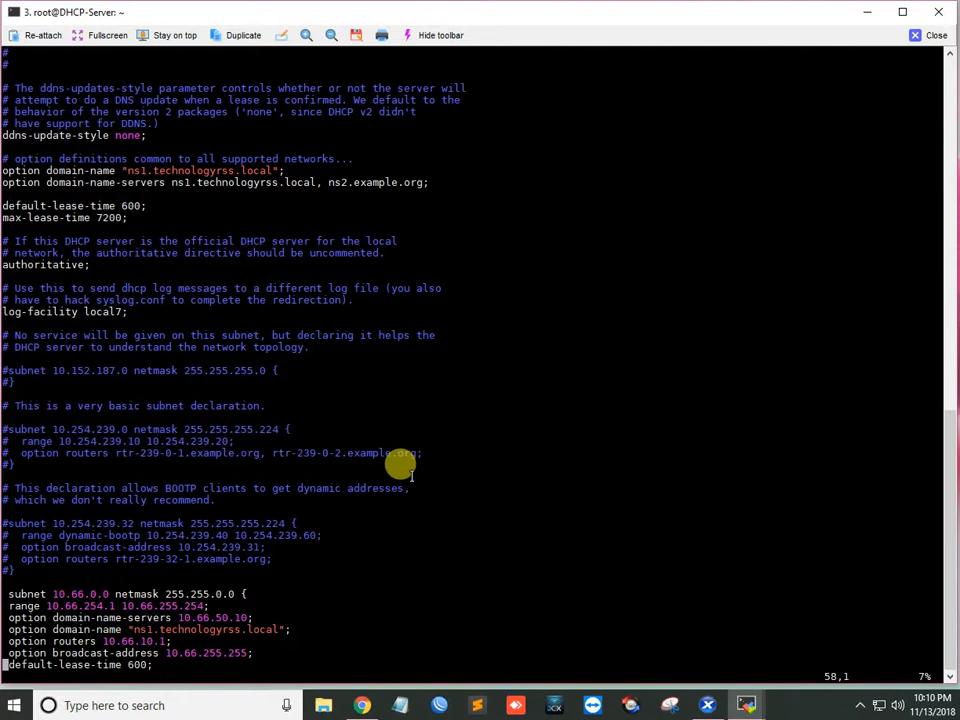 3. root@DHCP-Server: ~
Re-attach Fullscreen Stay on top Duplicate Hide toolbar Close
#
#
# The ddns-updates-style parameter controls whether or not the server will
# attempt to do a DNS update when a lease is confirmed. We default to the
# behavior of the version 2 packages ('none', since DHCP v2 didn't
# have support for DDNS.)
ddns-update-style none;
# option definitions common to all supported networks...
option domain-name "ns1.technologyrss.local";
option domain-name-servers ns1.technologyrss.local, ns2.example.org;
default-lease-time 600;
max-lease-time 7200;
# If this DHCP server is the official DHCP server for the local
# network, the authoritative directive should be uncommented.
authoritative;
# Use this to send dhcp log messages to a different log file (you also
# have to hack syslog.conf to complete the redirection).
log-facility local7;
# No service will be given on this subnet, but declaring it helps the
# DHCP server to understand the network topology.
#subnet 10.152.187.0 netmask 255.255.255.0 {
#}
# This is a very basic subnet declaration.
#subnet 10.254.239.0 netmask 255.255.255.224 {
#  range 10.254.239.10 10.254.239.20;
#  option routers rtr-239-0-1.example.org, rtr-239-0-2.example.org;
#}
# This declaration allows BOOTP clients to get dynamic addresses,
# which we don't really recommend.
#subnet 10.254.239.32 netmask 255.255.255.224 {
#  range dynamic-bootp 10.254.239.40 10.254.239.60;
#  option broadcast-address 10.254.239.31;
#  option routers rtr-239-32-1.example.org;
#}
subnet 10.66.0.0 netmask 255.255.0.0 {
range 10.66.254.1 10.66.255.254;
option domain-name-servers 10.66.50.10;
option domain-name "ns1.technologyrss.local";
option routers 10.66.10.1;
option broadcast-address 10.66.255.255;
default-lease-time 600;
58,1 7%
Type here to search
10:10 PM
11/13/2018